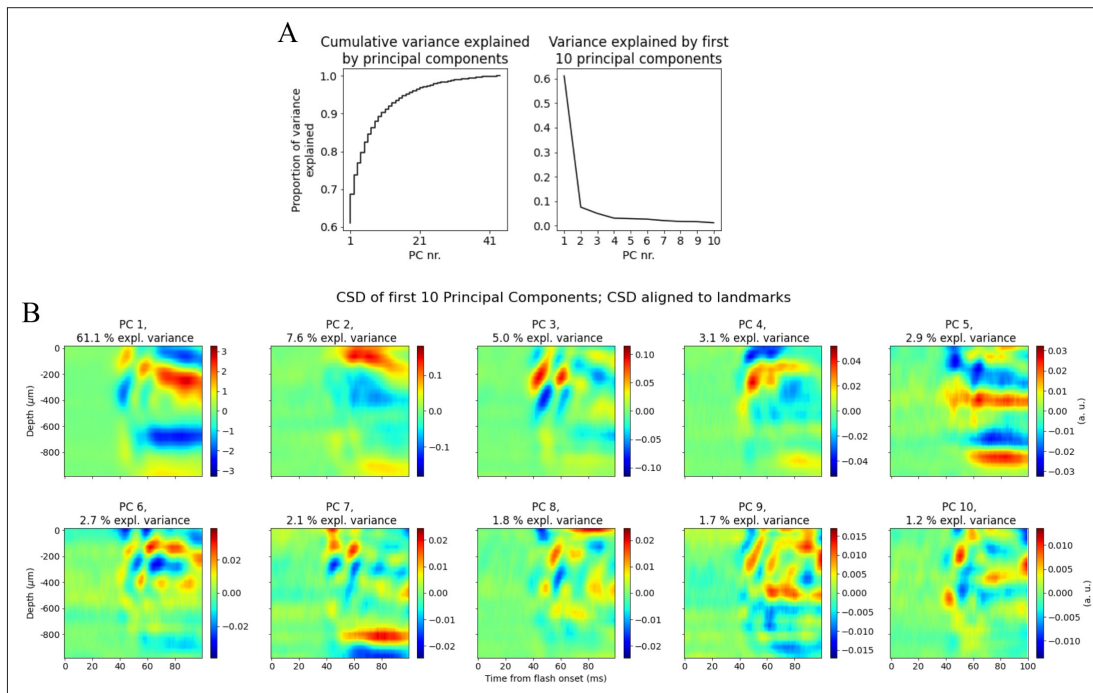 A
Cumulative variance explained
by principal components
Variance explained by first
10 principal components
Proportion of variance
explained
1.0
0.9
0.8
0.7
0.6
1 21 41
PC nr.
0.6
0.5
0.4
0.3
0.2
0.1
0.0
1 2 3 4 5 6 7 8 9 10
PC nr.
B
CSD of first 10 Principal Components; CSD aligned to landmarks
PC 1,
61.1 % expl. variance
Depth (μm)
0
-200
-400
-600
-800
3
2
1
0
−1
−2
−3
PC 2,
7.6 % expl. variance
0.1
0.0
−0.1
PC 3,
5.0 % expl. variance
0.10
0.05
0.00
−0.05
−0.10
PC 4,
3.1 % expl. variance
0.04
0.02
0.00
−0.02
−0.04
PC 5,
2.9 % expl. variance
0.03
0.02
0.01
0.00
−0.01
−0.02
−0.03
(a. u.)
PC 6,
2.7 % expl. variance
Depth (μm)
0
-200
-400
-600
-800
0 20 40 60 80
0.02
0.00
−0.02
PC 7,
2.1 % expl. variance
0 20 40 60 80
0.02
0.01
0.00
−0.01
−0.02
PC 8,
1.8 % expl. variance
0 20 40 60 80
0.02
0.01
0.00
−0.01
−0.02
Time from flash onset (ms)
PC 9,
1.7 % expl. variance
0 20 40 60 80
0.015
0.010
0.005
0.000
−0.005
−0.010
−0.015
PC 10,
1.2 % expl. variance
0 20 40 60 80 100
0.010
0.005
0.000
−0.005
−0.010
(a. u.)